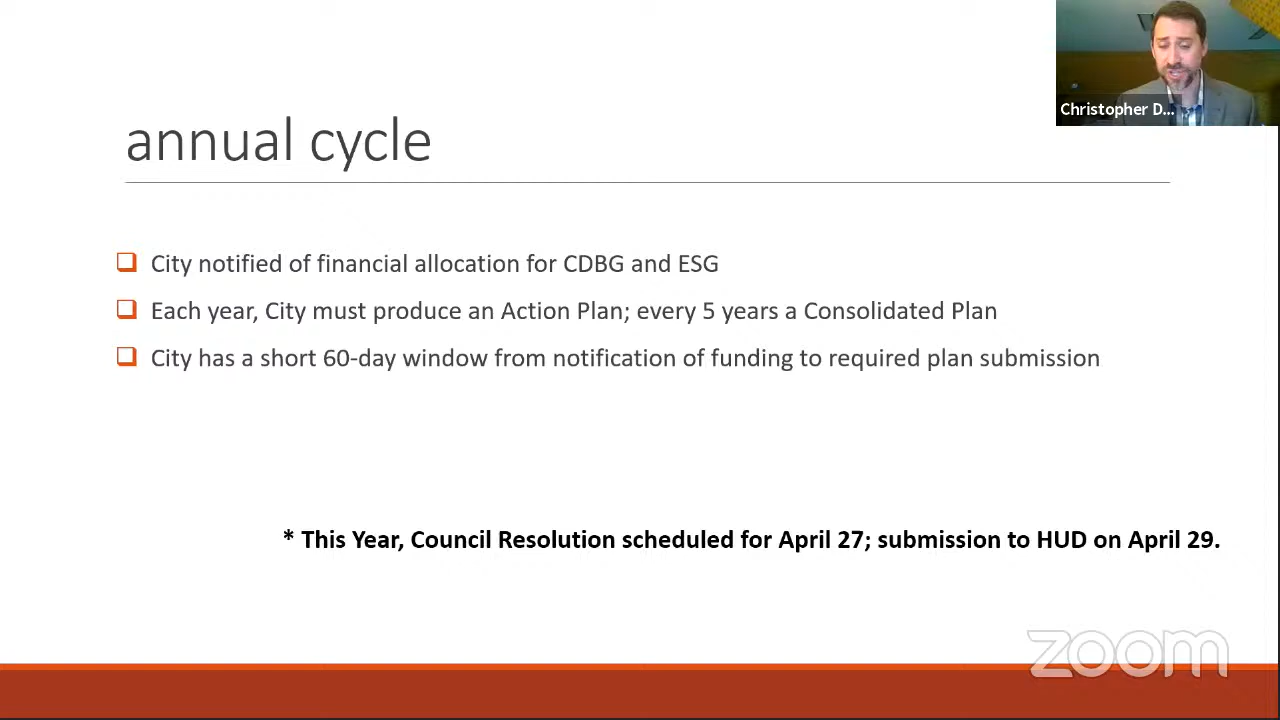 Christopher D...
annual cycle
City notified of financial allocation for CDBG and ESG
Each year, City must produce an Action Plan; every 5 years a Consolidated Plan
City has a short 60-day window from notification of funding to required plan submission
* This Year, Council Resolution scheduled for April 27; submission to HUD on April 29.
zoom